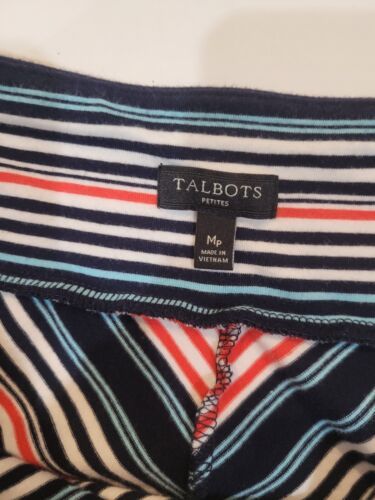 TALBOTS
PETITES
MP
MADE IN
VIETNAM